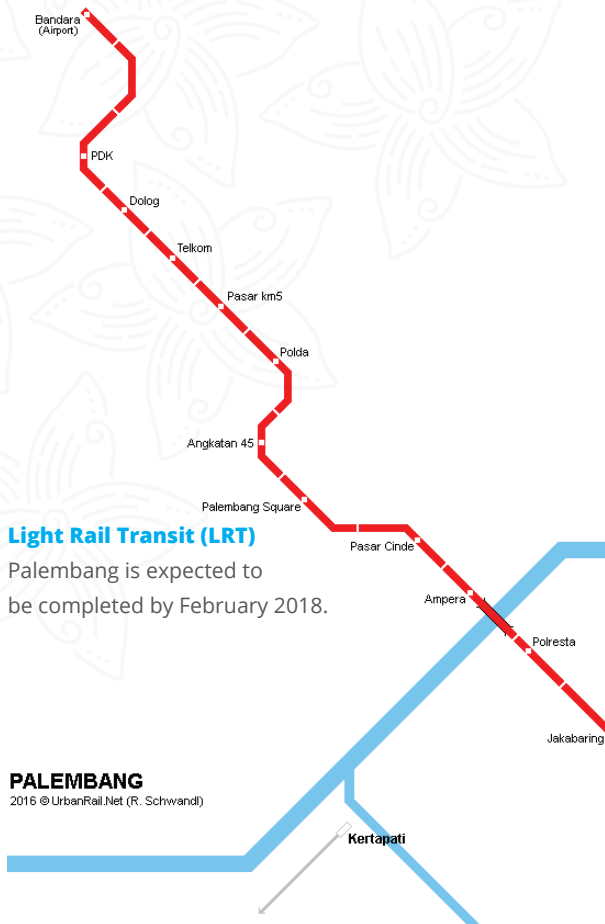 Bandara
(Airport)
PDK
Dolog
Telkom
Pasar km5
Polda
Angkatan 45
Palembang Square
Light Rail Transit (LRT)
Palembang is expected to
be completed by February 2018.
Pasar Cinde
Ampera
Polresta
Jakabaring
PALEMBANG
2016 © UrbanRail.Net (R. Schwandl)
Kertapati